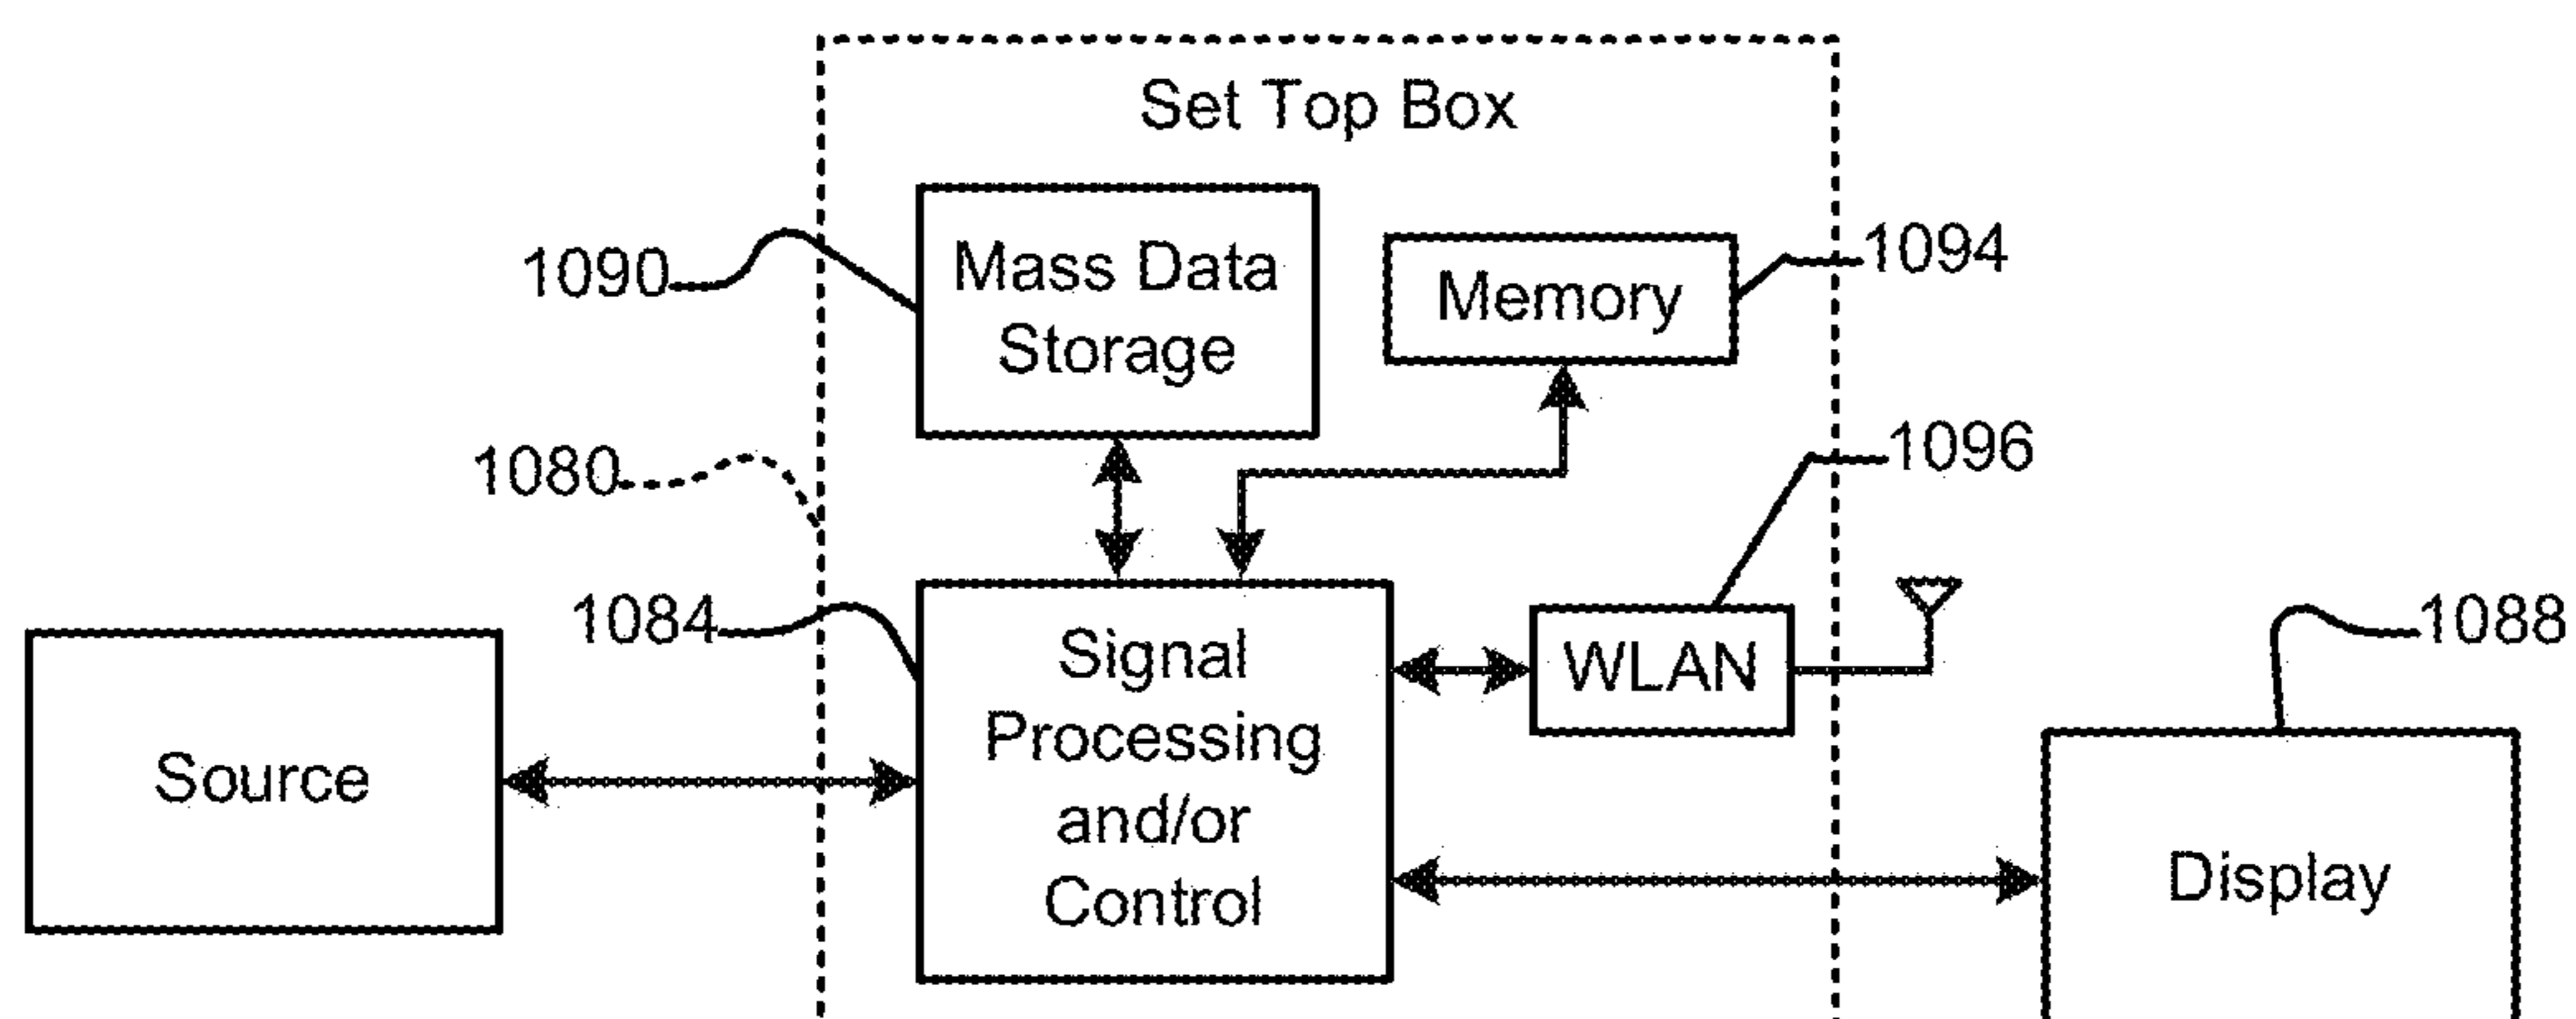 Set Top Box
1090
Mass Data
Storage
Memory
1094
1080
1096
1084
Signal
Processing
and/or
Control
WLAN
1088
Source
Display